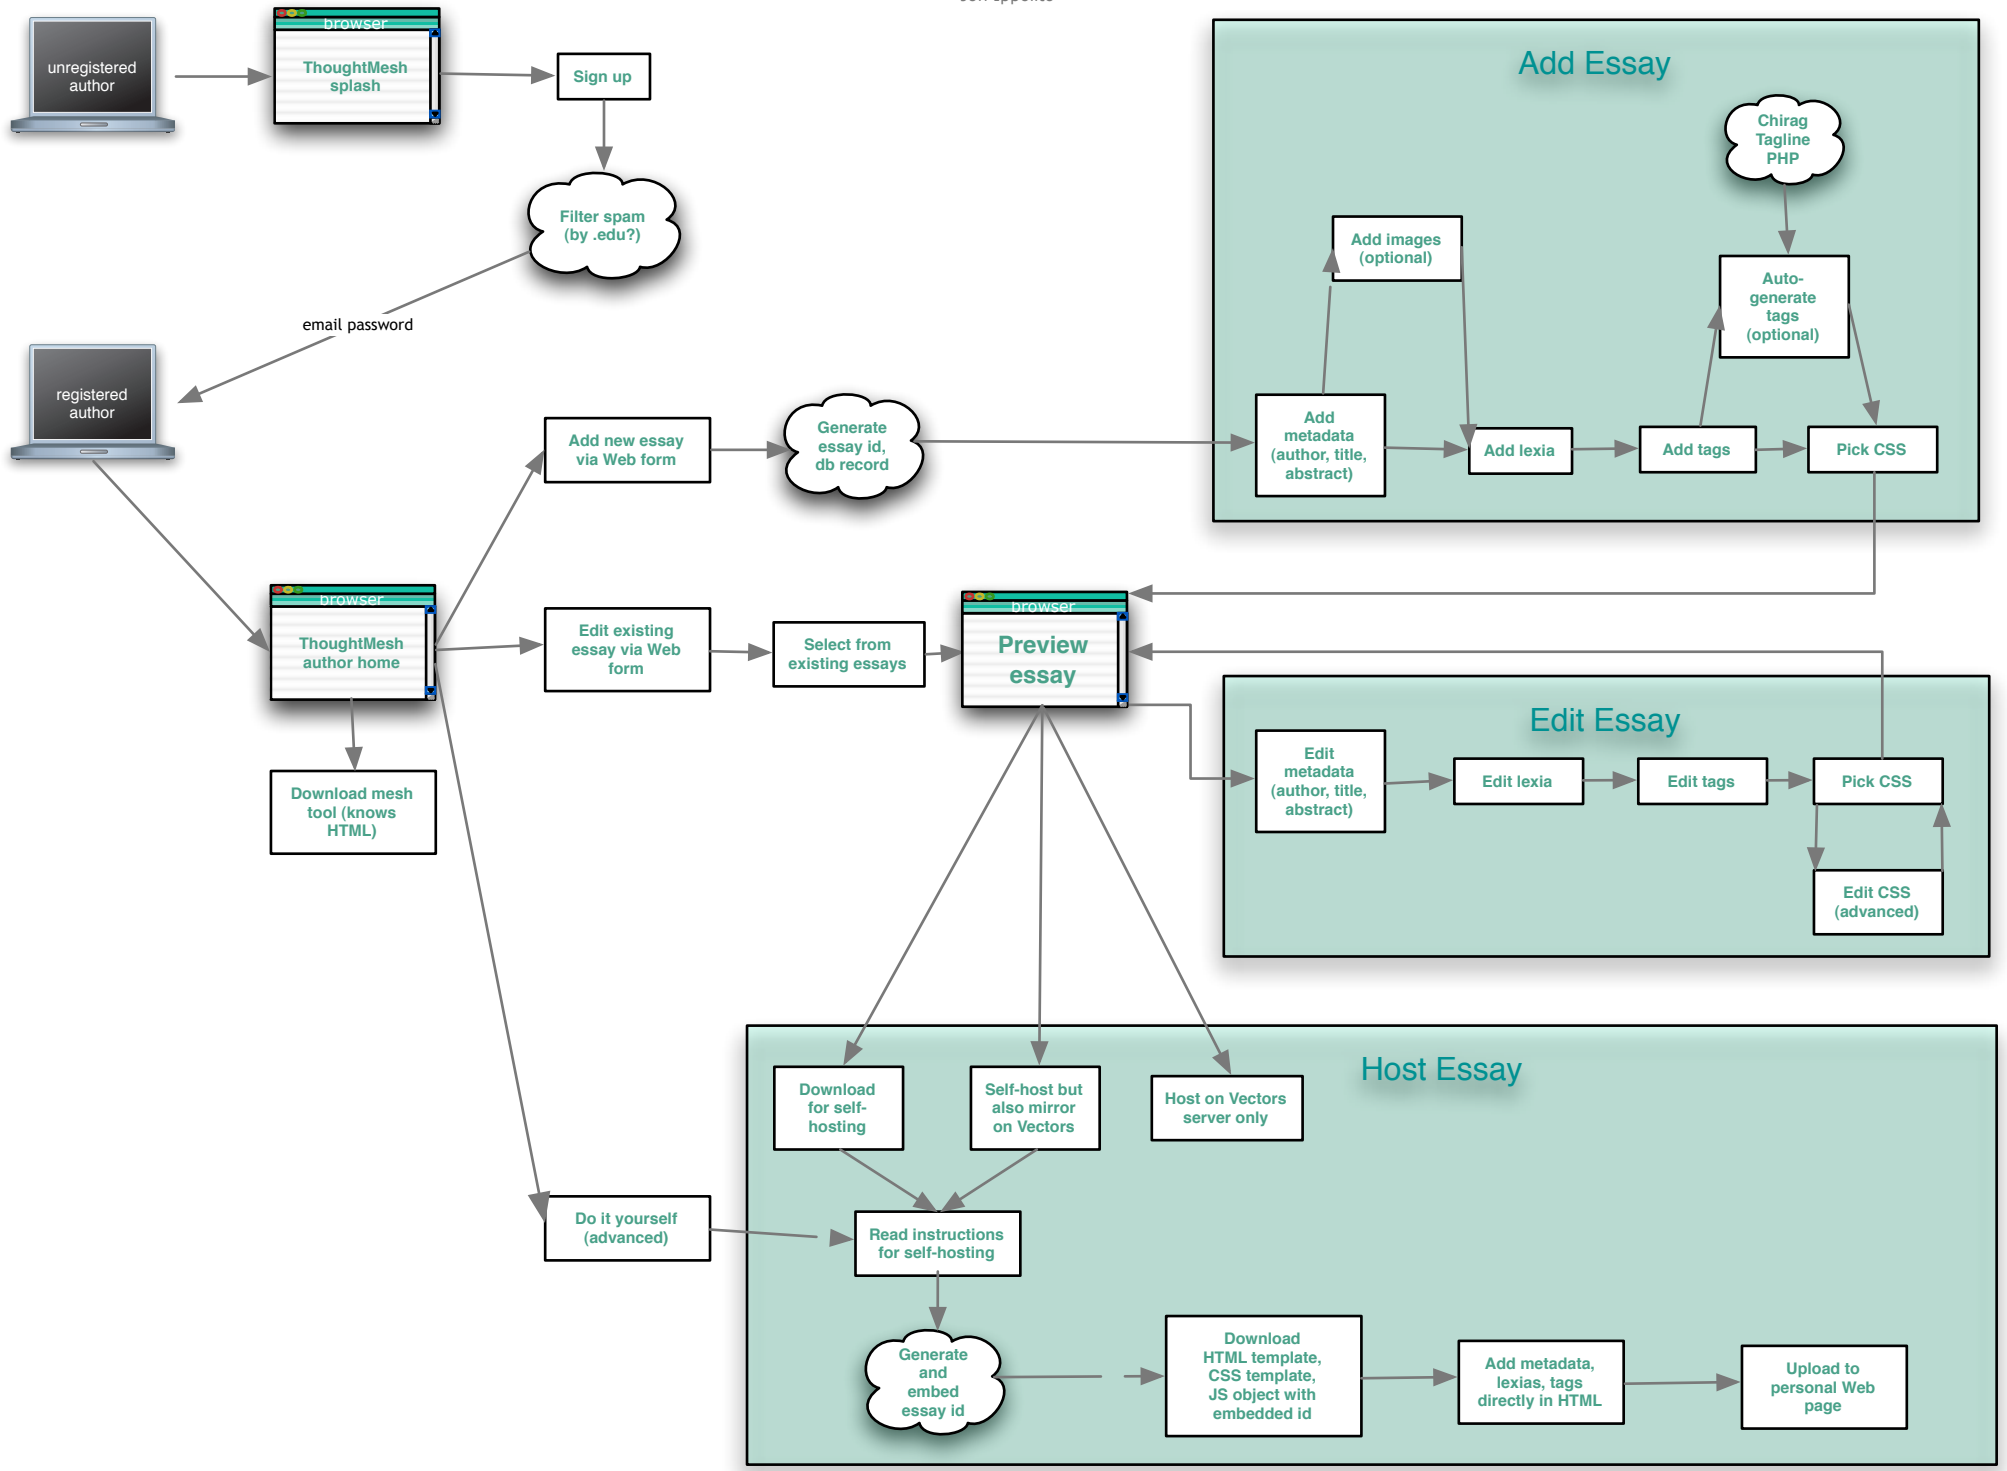 unregistered
author
browser
ThoughtMesh
splash
Sign up
Filter spam
(by .edu?)
email password
registered
author
Add new essay
via Web form
Generate
essay id,
db record
Add Essay
Chirag
Tagline
PHP
Add images
(optional)
Auto-
generate
tags
(optional)
Add
metadata
(author, title,
abstract)
Add lexia
Add tags
Pick CSS
browser
ThoughtMesh
author home
Edit existing
essay via Web
form
Select from
existing essays
browser
Preview
essay
Download mesh
tool (knows
HTML)
Edit Essay
Edit
metadata
(author, title,
abstract)
Edit lexia
Edit tags
Pick CSS
Edit CSS
(advanced)
Host Essay
Download
for self-
hosting
Self-host but
also mirror
on Vectors
Host on Vectors
server only
Do it yourself
(advanced)
Read instructions
for self-hosting
Generate
and
embed
essay id
Download
HTML template,
CSS template,
JS object with
embedded id
Add metadata,
lexias, tags
directly in HTML
Upload to
personal Web
page